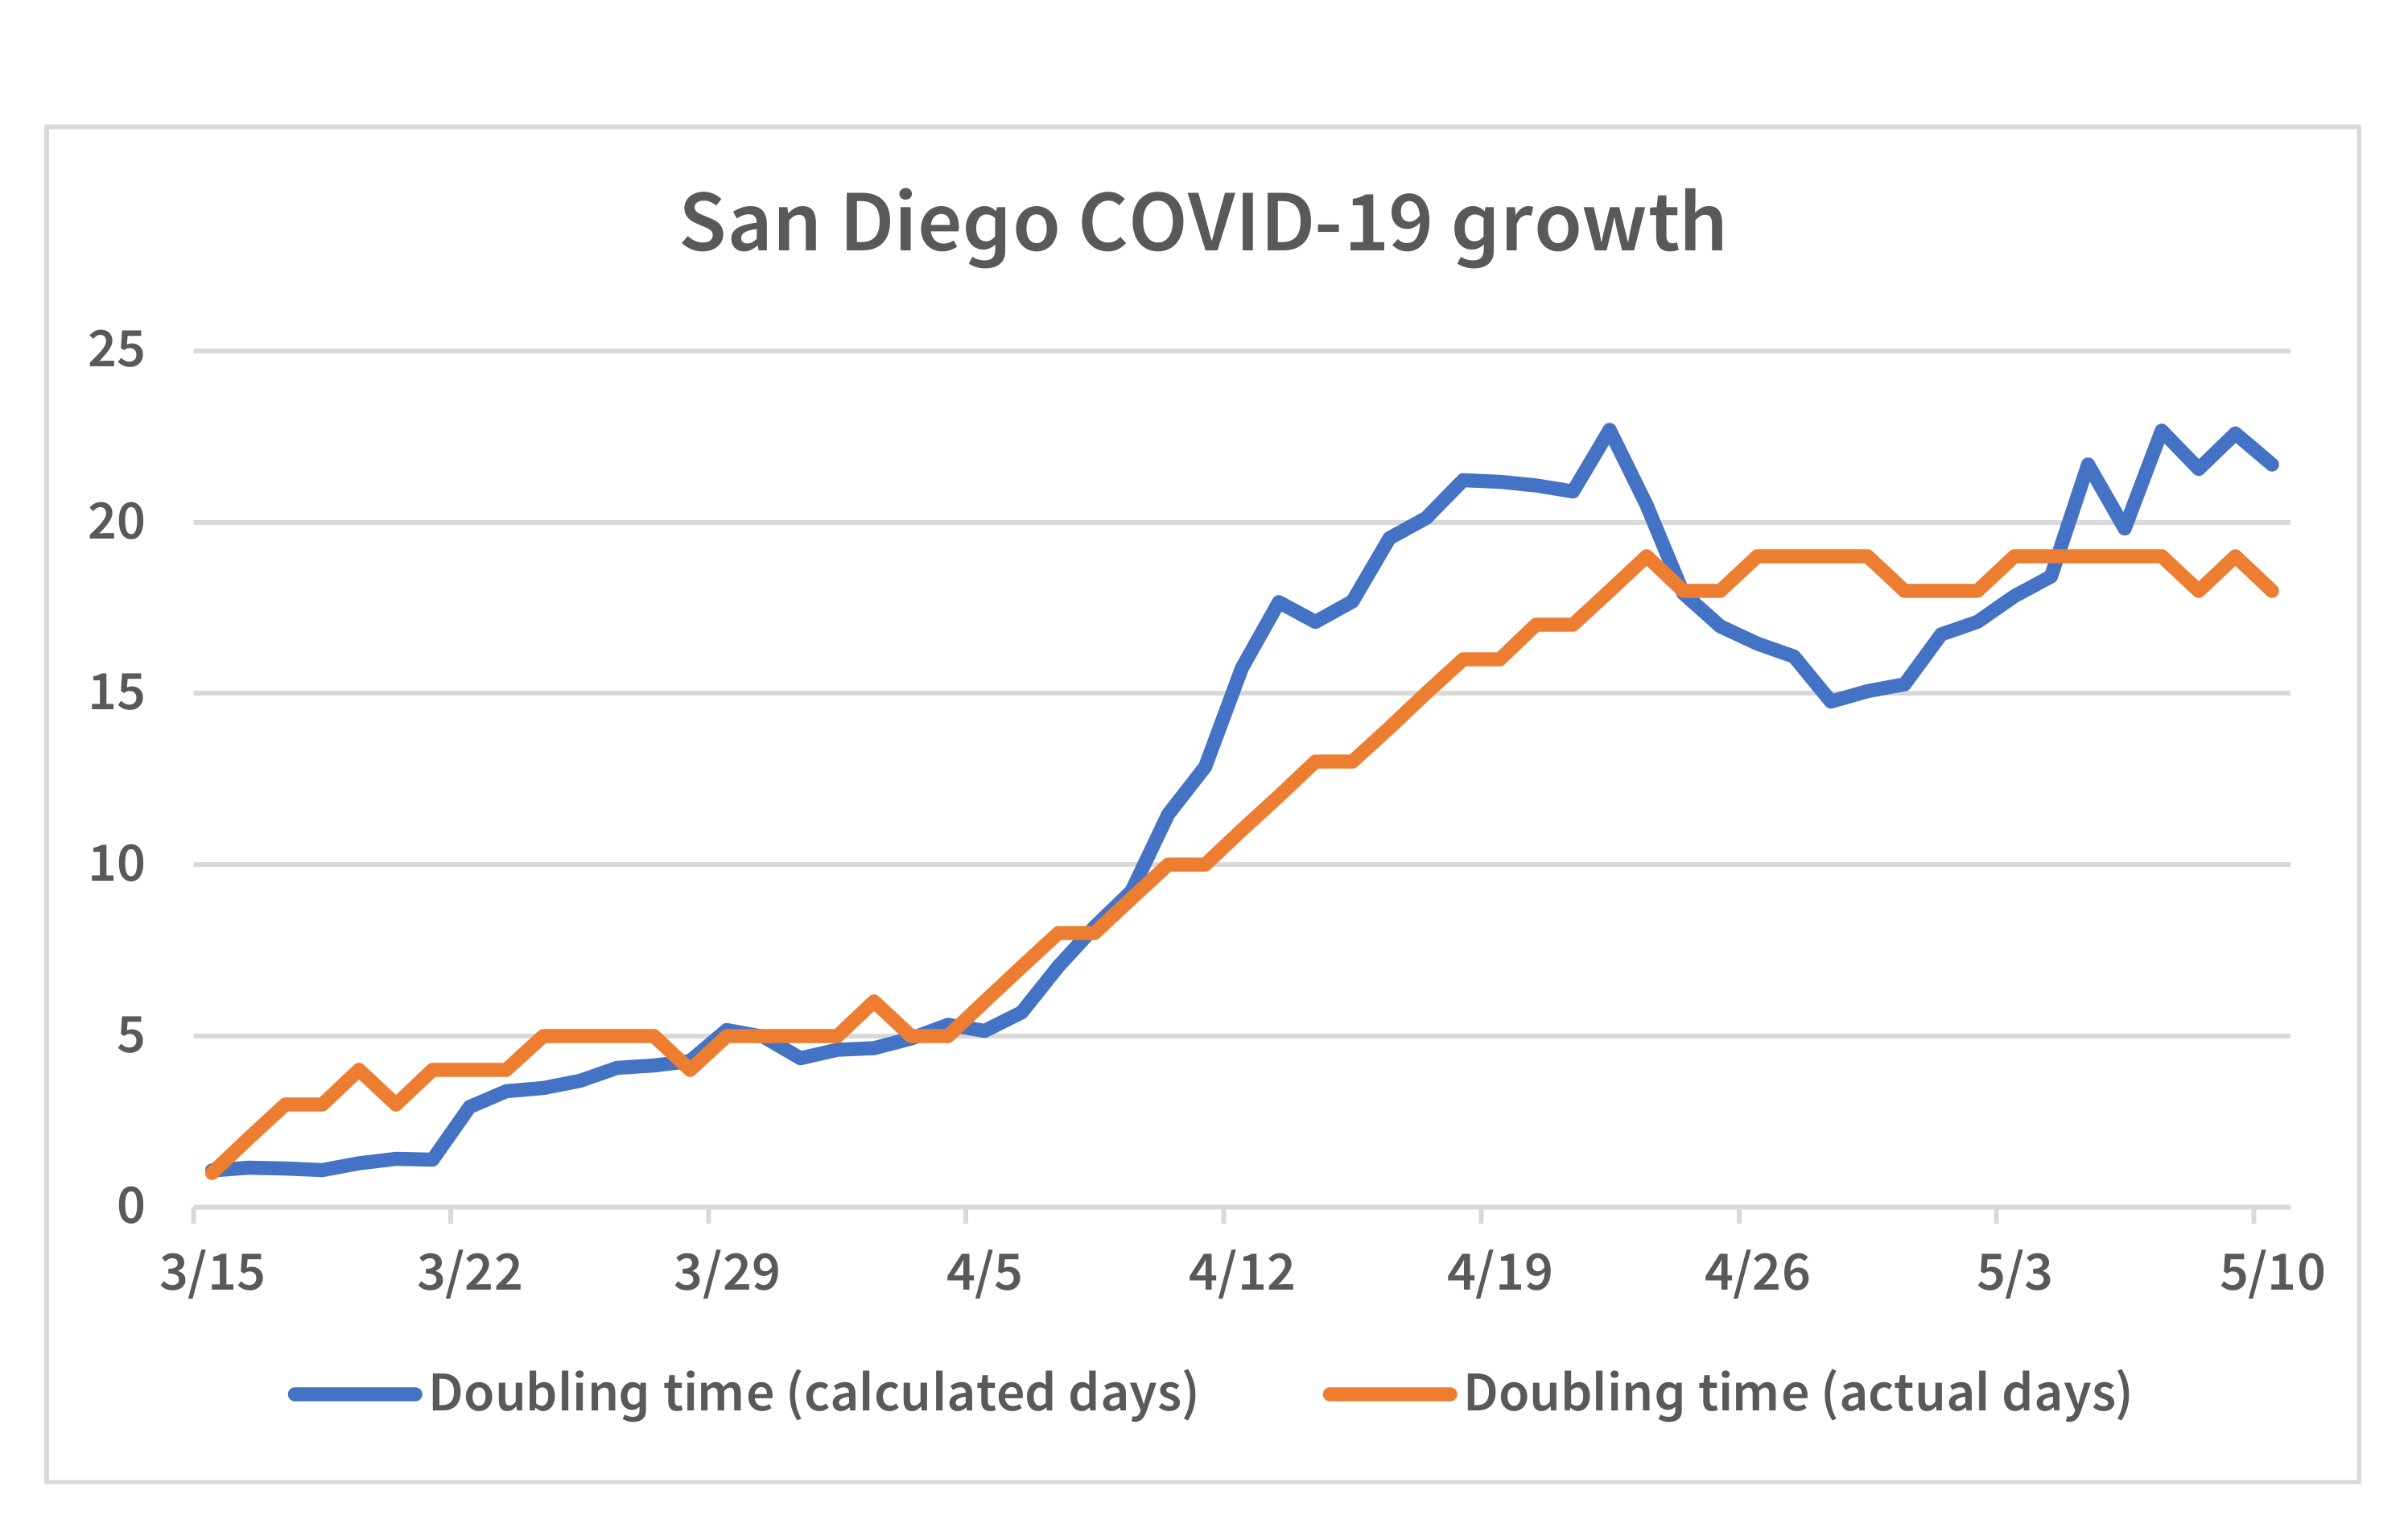 San Diego COVID-19 growth
25
20
15
10
5
0
3/15 3/22 3/29 4/5 4/12 4/19 4/26 5/3 5/10
Doubling time (calculated days) Doubling time (actual days)